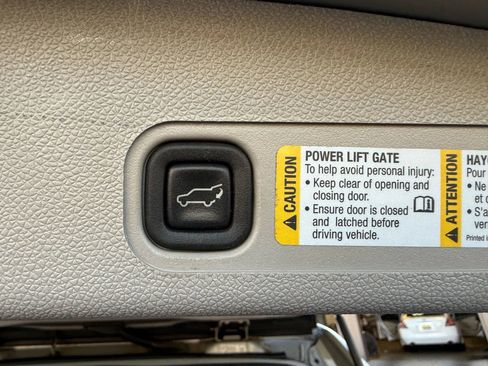 CAUTION
POWER LIFT GATE
To help avoid personal injury:
• Keep clear of opening and
closing door.
• Ensure door is closed
and latched before
driving vehicle.
ATTENTION
HAYO
Pour
• Ne
et d
• S'a
ver
Printed i